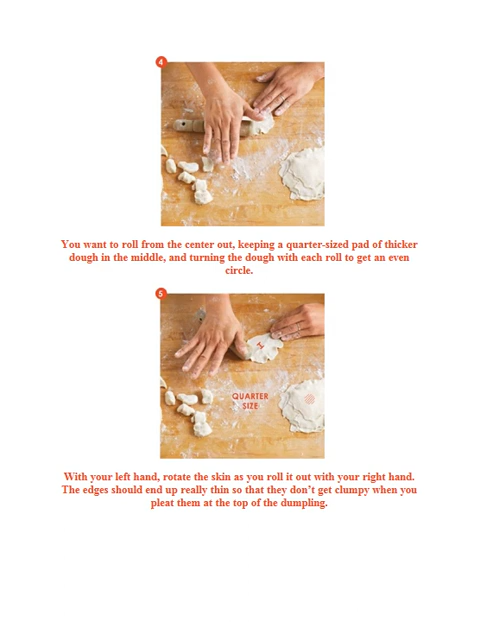 4
You want to roll from the center out, keeping a quarter-sized pad of thicker
dough in the middle, and turning the dough with each roll to get an even
circle.
5
QUARTER
SIZE
With your left hand, rotate the skin as you roll it out with your right hand.
The edges should end up really thin so that they don’t get clumpy when you
pleat them at the top of the dumpling.